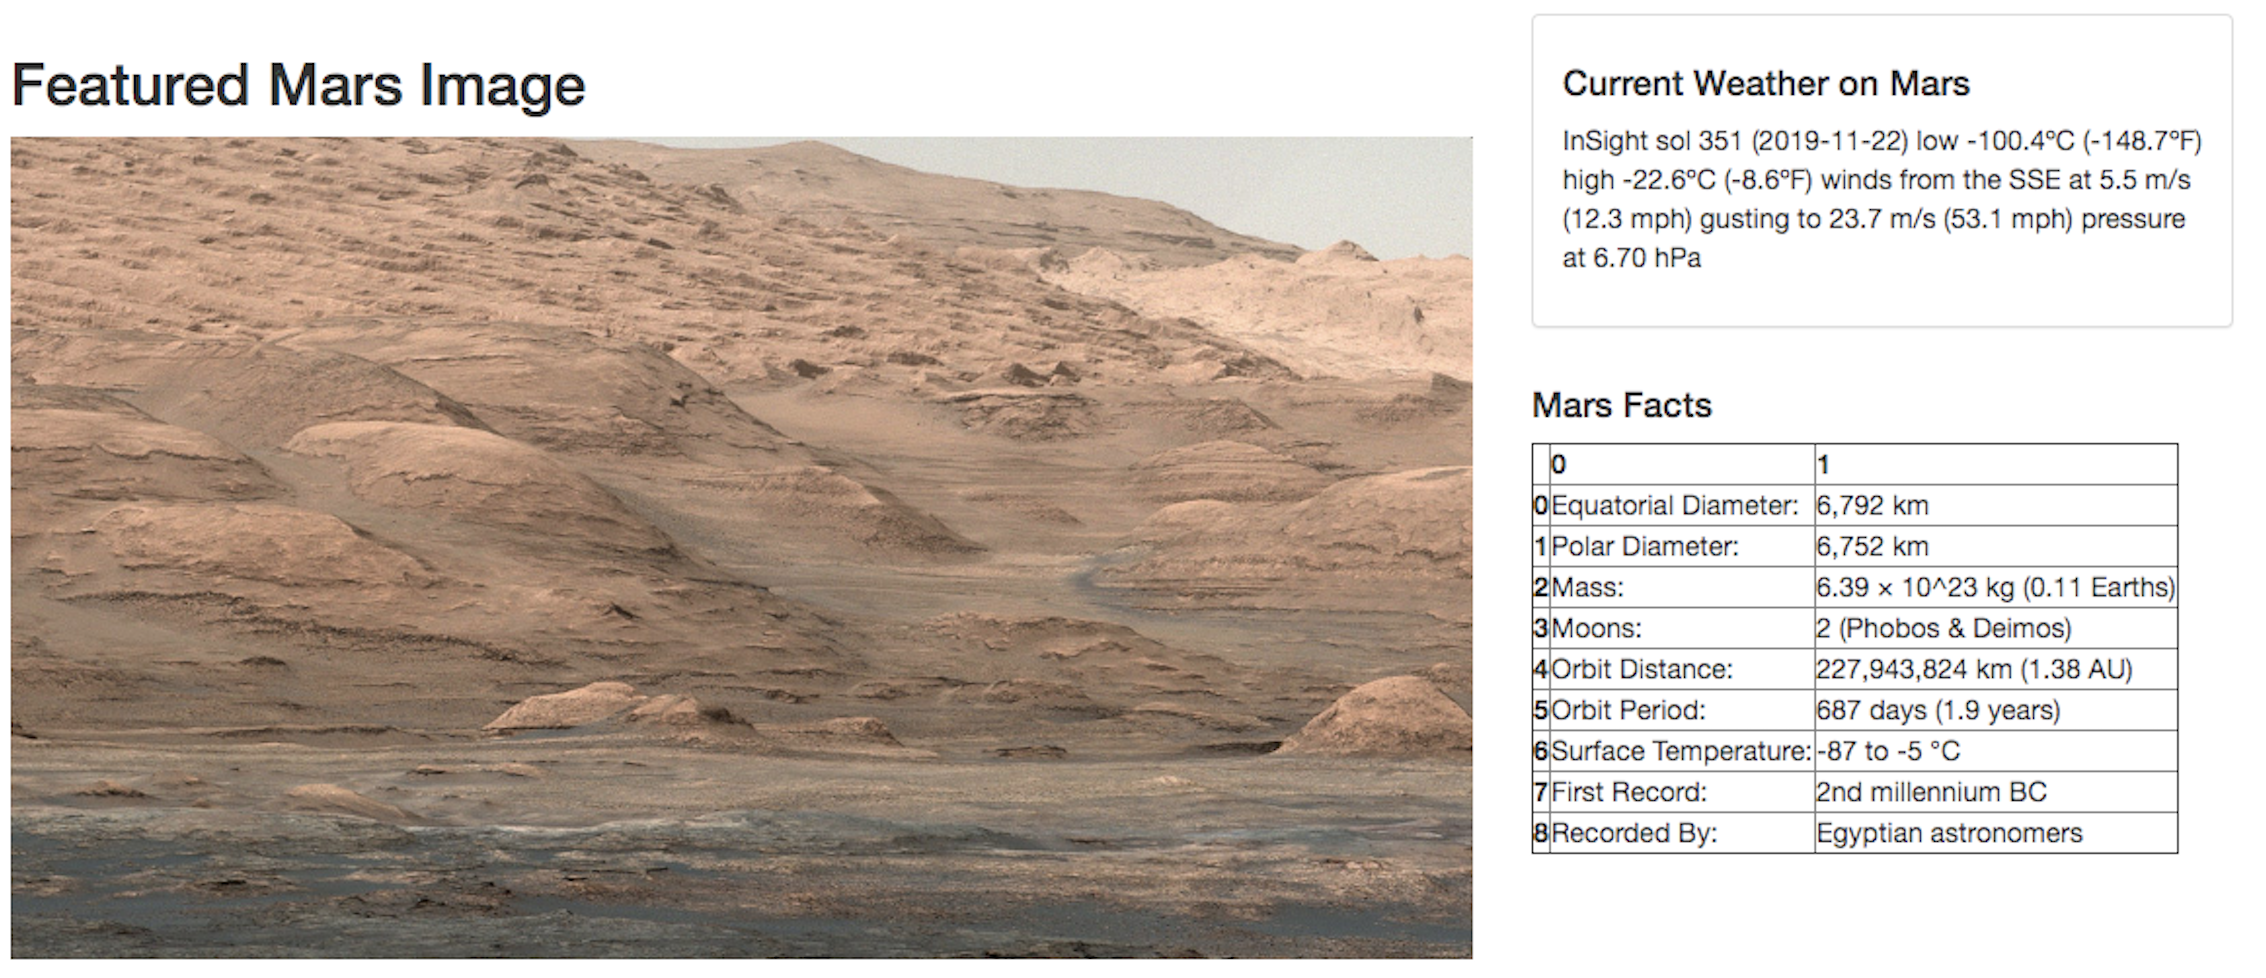 Featured Mars Image
Current Weather on Mars
InSight sol 351 (2019-11-22) low -100.4ºC (-148.7ºF)
high -22.6ºC (-8.6ºF) winds from the SSE at 5.5 m/s
(12.3 mph) gusting to 23.7 m/s (53.1 mph) pressure
at 6.70 hPa
Mars Facts
0 1
0 Equatorial Diameter: 6,792 km
1 Polar Diameter: 6,752 km
2 Mass: 6.39 × 10^23 kg (0.11 Earths)
3 Moons: 2 (Phobos & Deimos)
4 Orbit Distance: 227,943,824 km (1.38 AU)
5 Orbit Period: 687 days (1.9 years)
6 Surface Temperature: -87 to -5 °C
7 First Record: 2nd millennium BC
8 Recorded By: Egyptian astronomers